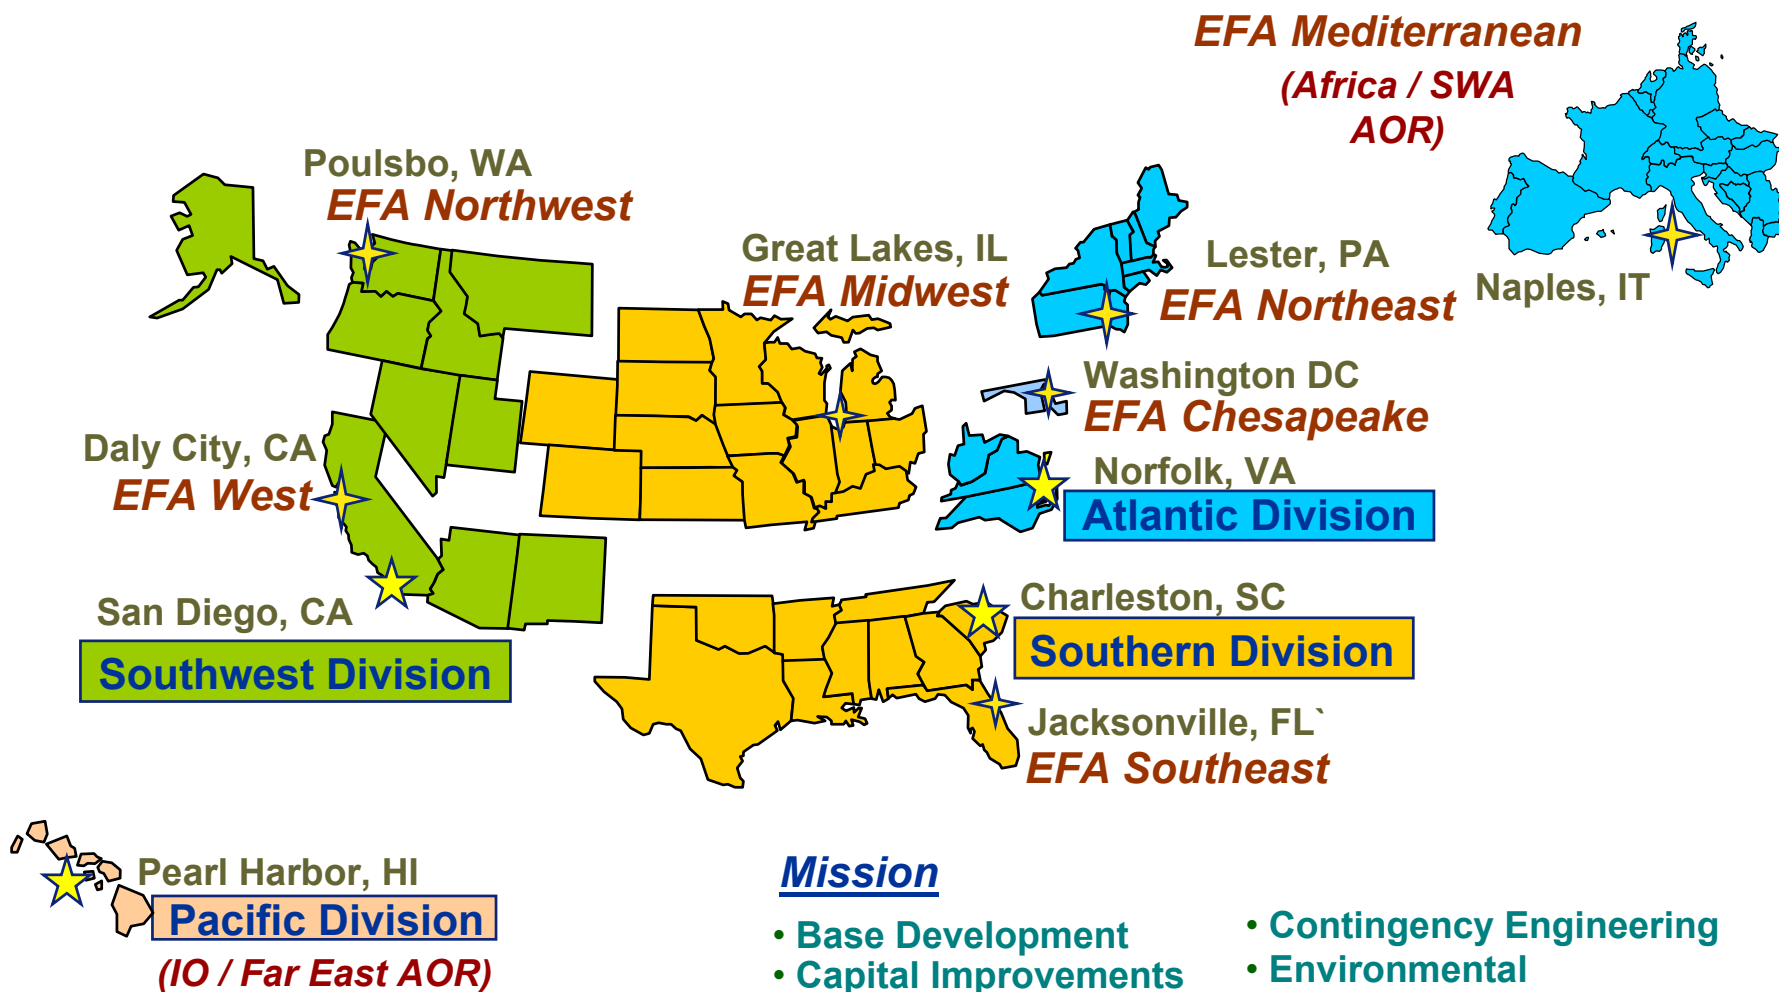 EFA Mediterranean
(Africa / SWA
AOR)
Poulsbo, WA
EFA Northwest
Great Lakes, IL
EFA Midwest
Lester, PA
EFA Northeast
Naples, IT
Washington DC
EFA Chesapeake
Daly City, CA
EFA West
Norfolk, VA
Atlantic Division
San Diego, CA
Southwest Division
Charleston, SC
Southern Division
Jacksonville, FL`
EFA Southeast
Pearl Harbor, HI
Pacific Division
(IO / Far East AOR)
Mission
• Base Development
• Capital Improvements
• Contingency Engineering
• Environmental